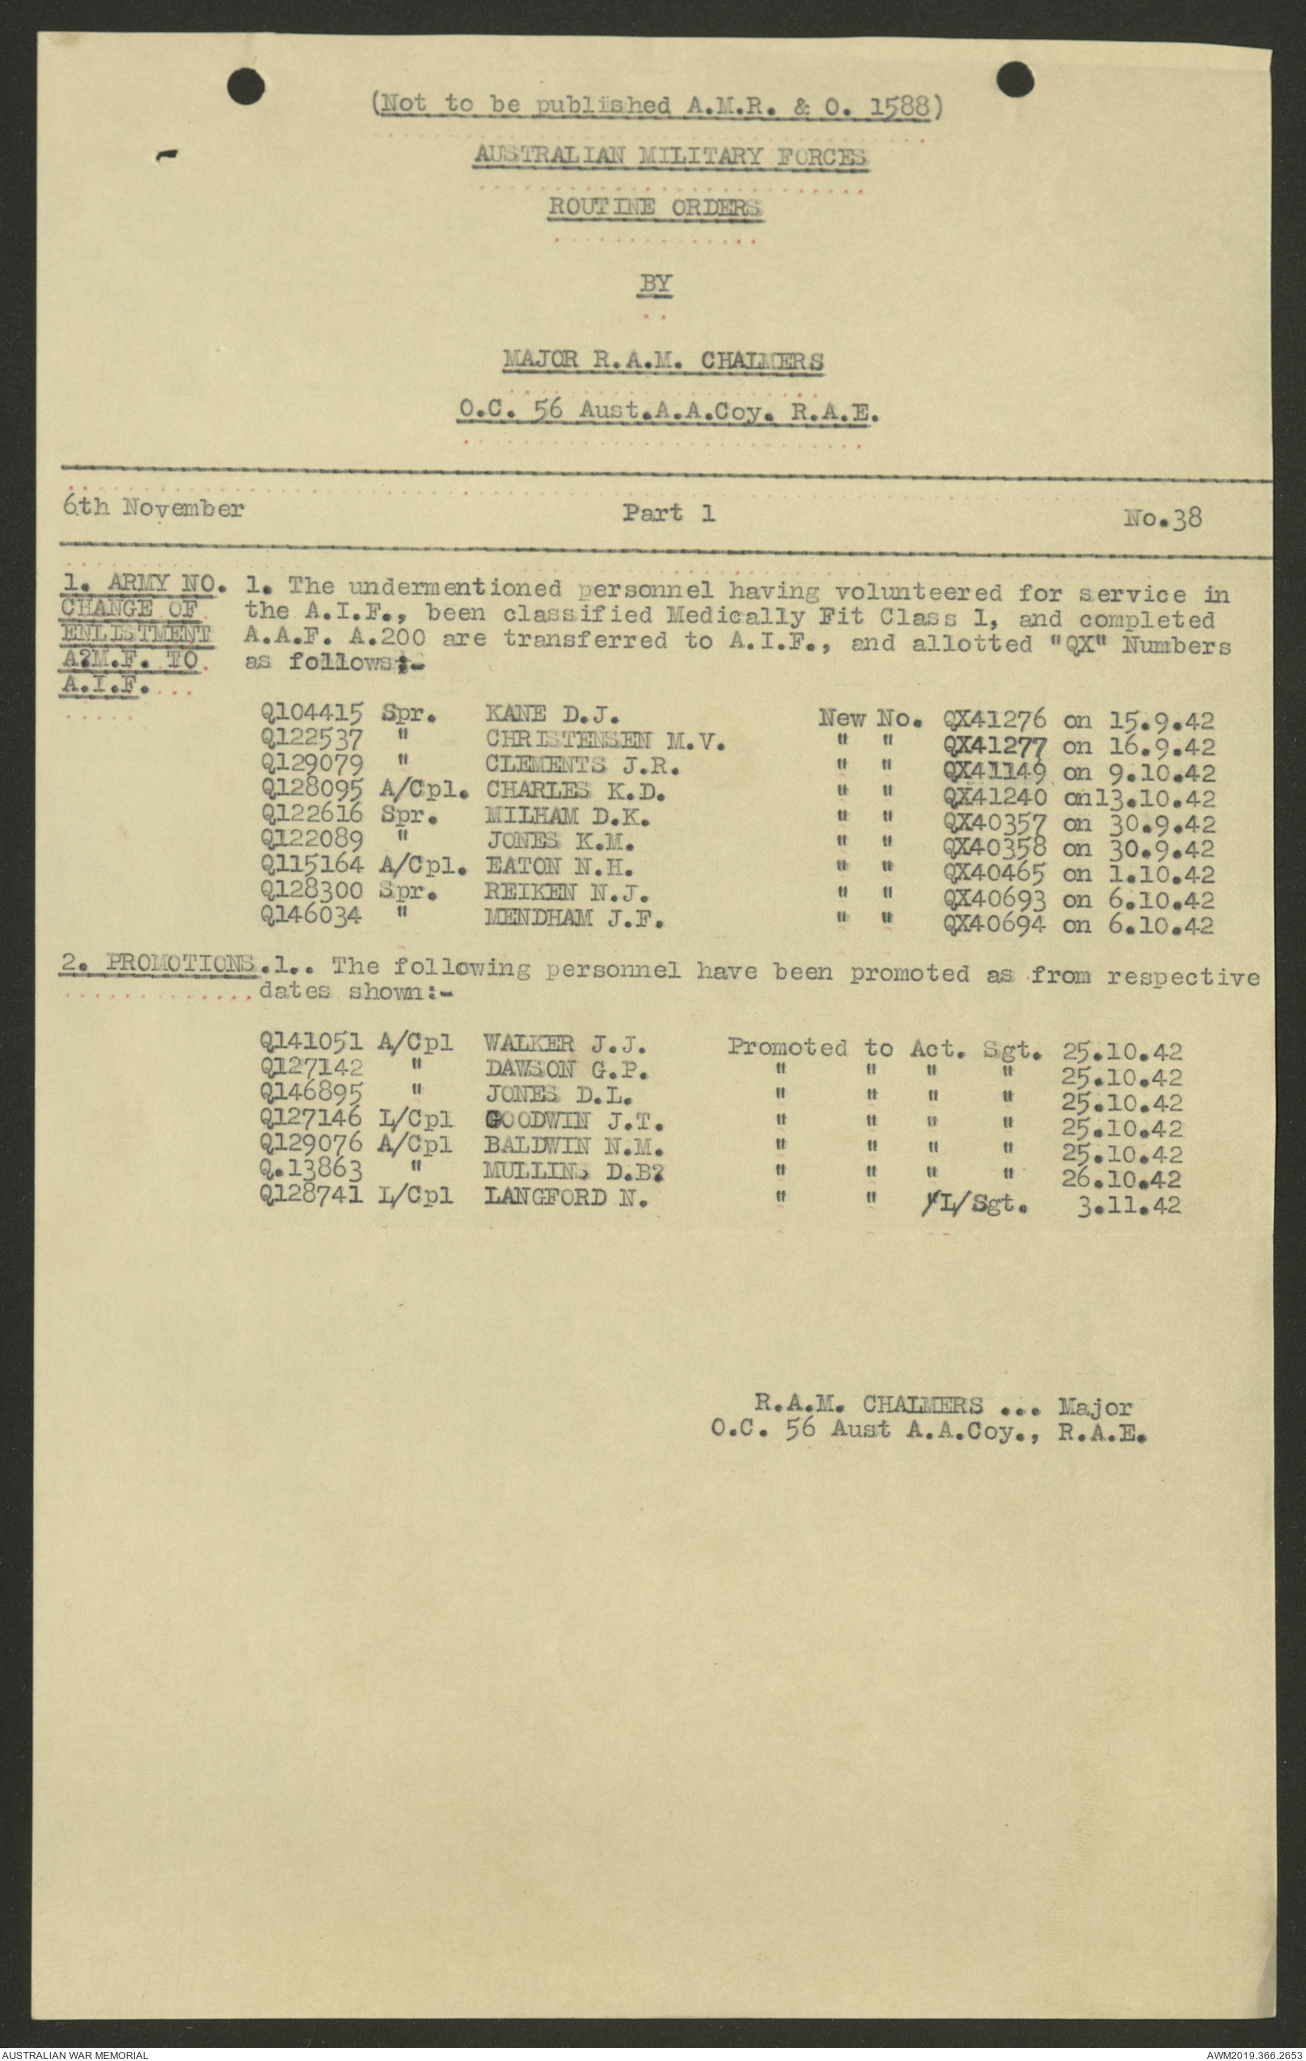 (Not to be published A.M.R. & O. 1588)
AUSTRALIAN MILITARY FORCES
ROUTINE ORDERS
BY
MAJOR R.A.M. CHALMERS
O.C. 56 Aust.A.A.Coy. R.A.E.
6th November Part 1 No.38
1. ARMY NO. 1. The undermentioned personnel having volunteered for service in
CHANGE OF the A.I.F., been classified Medically Fit Class 1, and completed
ENLISTMENT A.A.F. A.200 are transferred to A.I.F., and allotted "QX" Numbers
A?M.F. TO as follows:-
A.I.F.
Q104415 Spr. KANE D.J. New No. QX41276 on 15.9.42
Q122537 " CHRISTENSEN M.V. " " QX41277 on 16.9.42
Q129079 " CLEMENTS J.R. " " QX41149 on 9.10.42
Q128095 A/Cpl. CHARLES K.D. " " QX41240 on13.10.42
Q122616 Spr. MILHAM D.K. " " QX40357 on 30.9.42
Q122089 " JONES K.M. " " QX40358 on 30.9.42
Q115164 A/Cpl. EATON N.H. " " QX40465 on 1.10.42
Q128300 Spr. REIKEN N.J. " " QX40693 on 6.10.42
Q146034 " MENDHAM J.F. " " QX40694 on 6.10.42
2. PROMOTIONS.1.. The following personnel have been promoted as from respective
dates shown:-
Q141051 A/Cpl WALKER J.J. Promoted to Act. Sgt. 25.10.42
Q127142 " DAWSON G.P. " " " " 25.10.42
Q146895 " JONES D.L. " " " " 25.10.42
Q127146 L/Cpl GOODWIN J.T. " " " " 25.10.42
Q129076 A/Cpl BALDWIN N.M. " " " " 25.10.42
Q.13863 " MULLINS D.B? " " " " 26.10.42
Q128741 L/Cpl LANGFORD N. " " /L/Sgt. 3.11.42
R.A.M. CHALMERS ... Major
O.C. 56 Aust A.A.Coy., R.A.E.
AUSTRALIAN WAR MEMORIAL AWM2019.366.2653